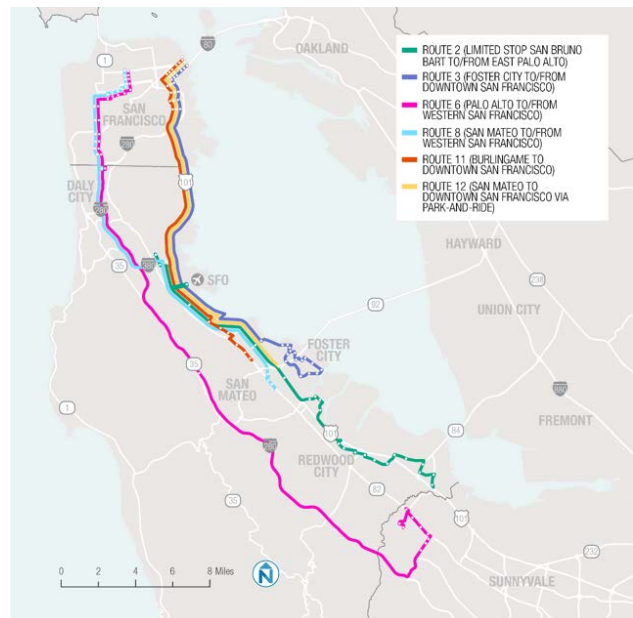 1
80
OAKLAND
SAN
FRANCISCO
280
DALY
CITY
101
280
35
380
SFO
92
HAYWARD
238
UNION CITY
880
FOSTER
CITY
35
SAN
MATEO
1
84
FREMONT
101
280
REDWOOD
CITY
82
35
101
232
SUNNYVALE
0 2 4 6 8 Miles
N
ROUTE 2 (LIMITED STOP SAN BRUNO
BART TO/FROM EAST PALO ALTO)
ROUTE 3 (FOSTER CITY TO/FROM
DOWNTOWN SAN FRANCISCO)
ROUTE 6 (PALO ALTO TO/FROM
WESTERN SAN FRANCISCO)
ROUTE 8 (SAN MATEO TO/FROM
WESTERN SAN FRANCISCO)
ROUTE 11 (BURLINGAME TO
DOWNTOWN SAN FRANCISCO)
ROUTE 12 (SAN MATEO TO
DOWNTOWN SAN FRANCISCO VIA
PARK-AND-RIDE)